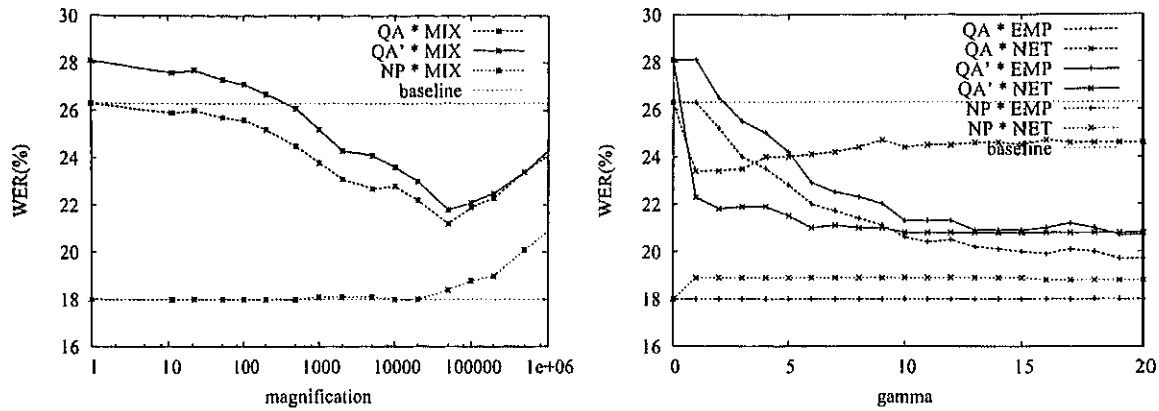 30
28
26
24
22
20
18
16
WER(%)
QA * MIX
QA' * MIX
NP * MIX
baseline
1 10 100 1000 10000 100000 1e+06
magnification
30
28
26
24
22
20
18
16
WER(%)
QA * EMP
QA * NET
QA' * EMP
QA' * NET
NP * EMP
NP * NET
baseline
0 5 10 15 20
gamma